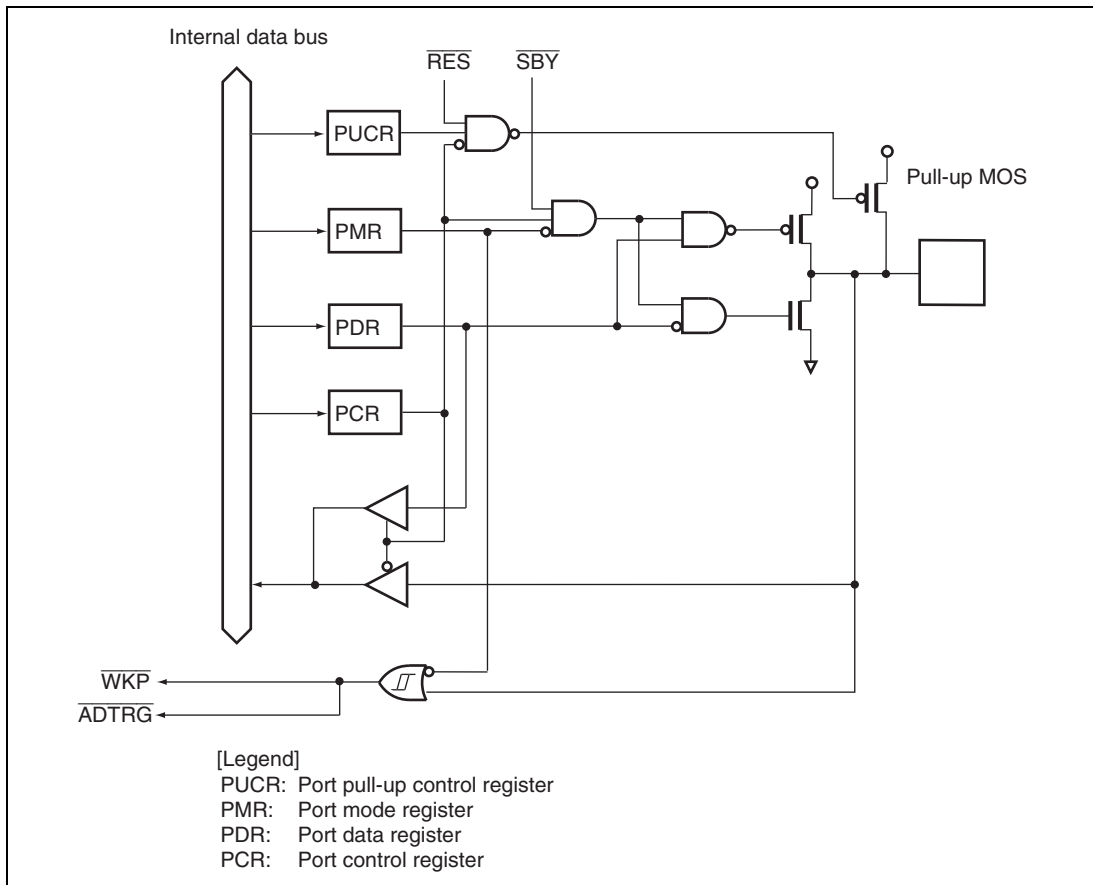 Internal data bus
RES
SBY
PUCR
Pull-up MOS
PMR
PDR
PCR
WKP
ADTRG
[Legend]
PUCR: Port pull-up control register
PMR: Port mode register
PDR: Port data register
PCR: Port control register